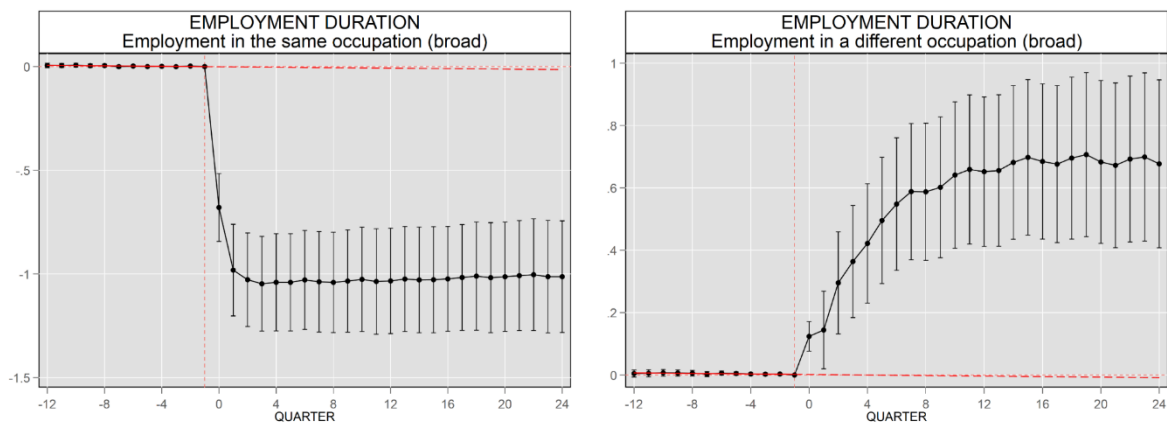 EMPLOYMENT DURATION
Employment in the same occupation (broad)
0
-.5
-1
-1.5
-12 -8 -4 0 4 8 12 16 20 24
QUARTER
EMPLOYMENT DURATION
Employment in a different occupation (broad)
1
.8
.6
.4
.2
0
-12 -8 -4 0 4 8 12 16 20 24
QUARTER